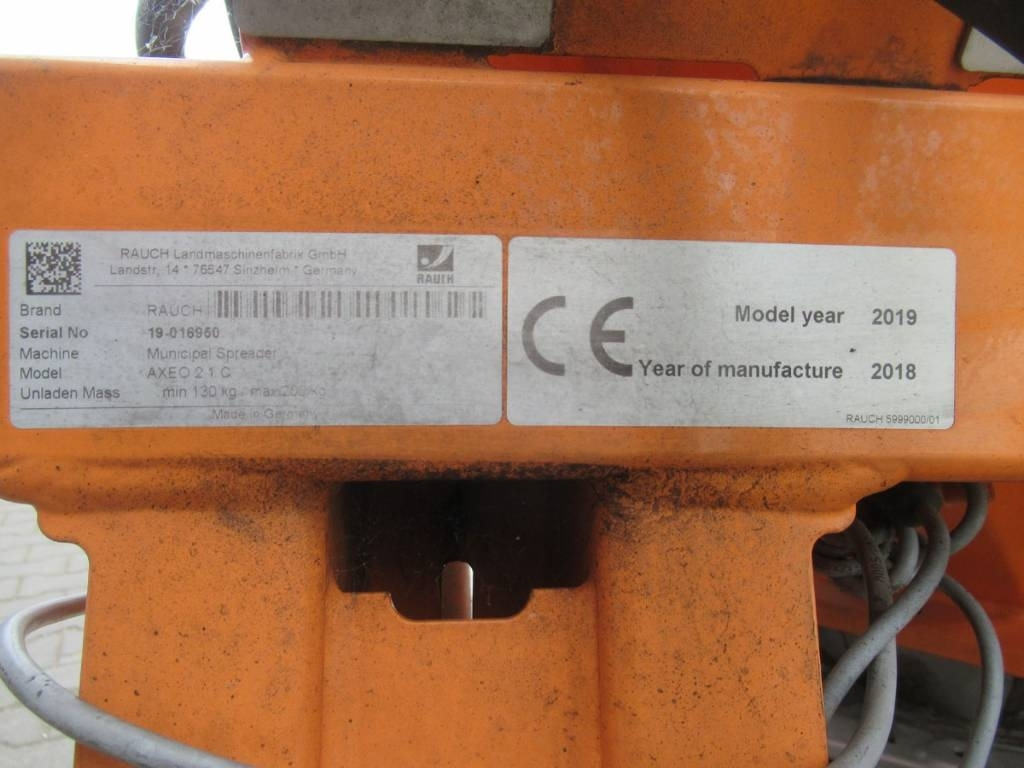 RAUCH Landmaschinenfabrik GmbH
Landstr. 14 * 76547 Sinzheim * Germany
RAUCH
Brand RAUCH
Serial No 19-016960
Machine Municipal Spreader
Model AXEO 2.1 C
Unladen Mass min 130 kg / max kg
Made in Germany
CE
Model year 2019
Year of manufacture 2018
RAUCH 5999000/01